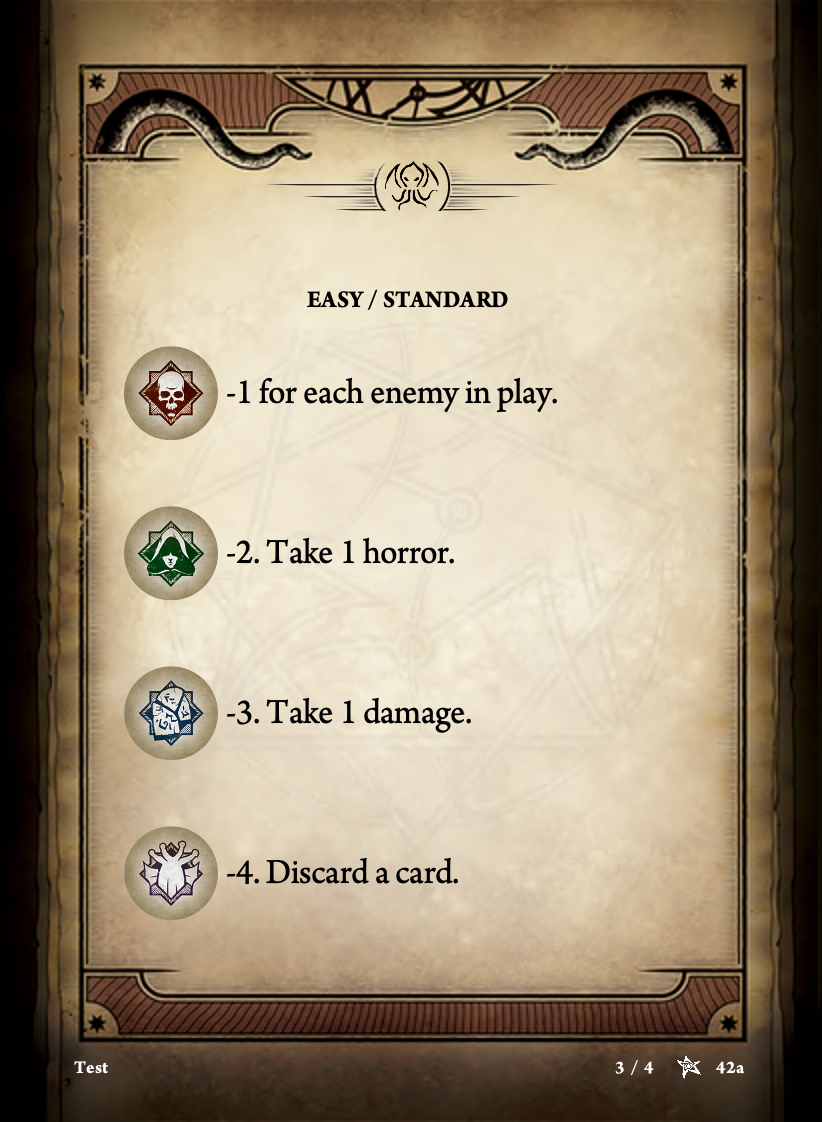 EASY / STANDARD
-1 for each enemy in play.
-2. Take 1 horror.
-3. Take 1 damage.
-4. Discard a card.
Test
3 / 4 42a